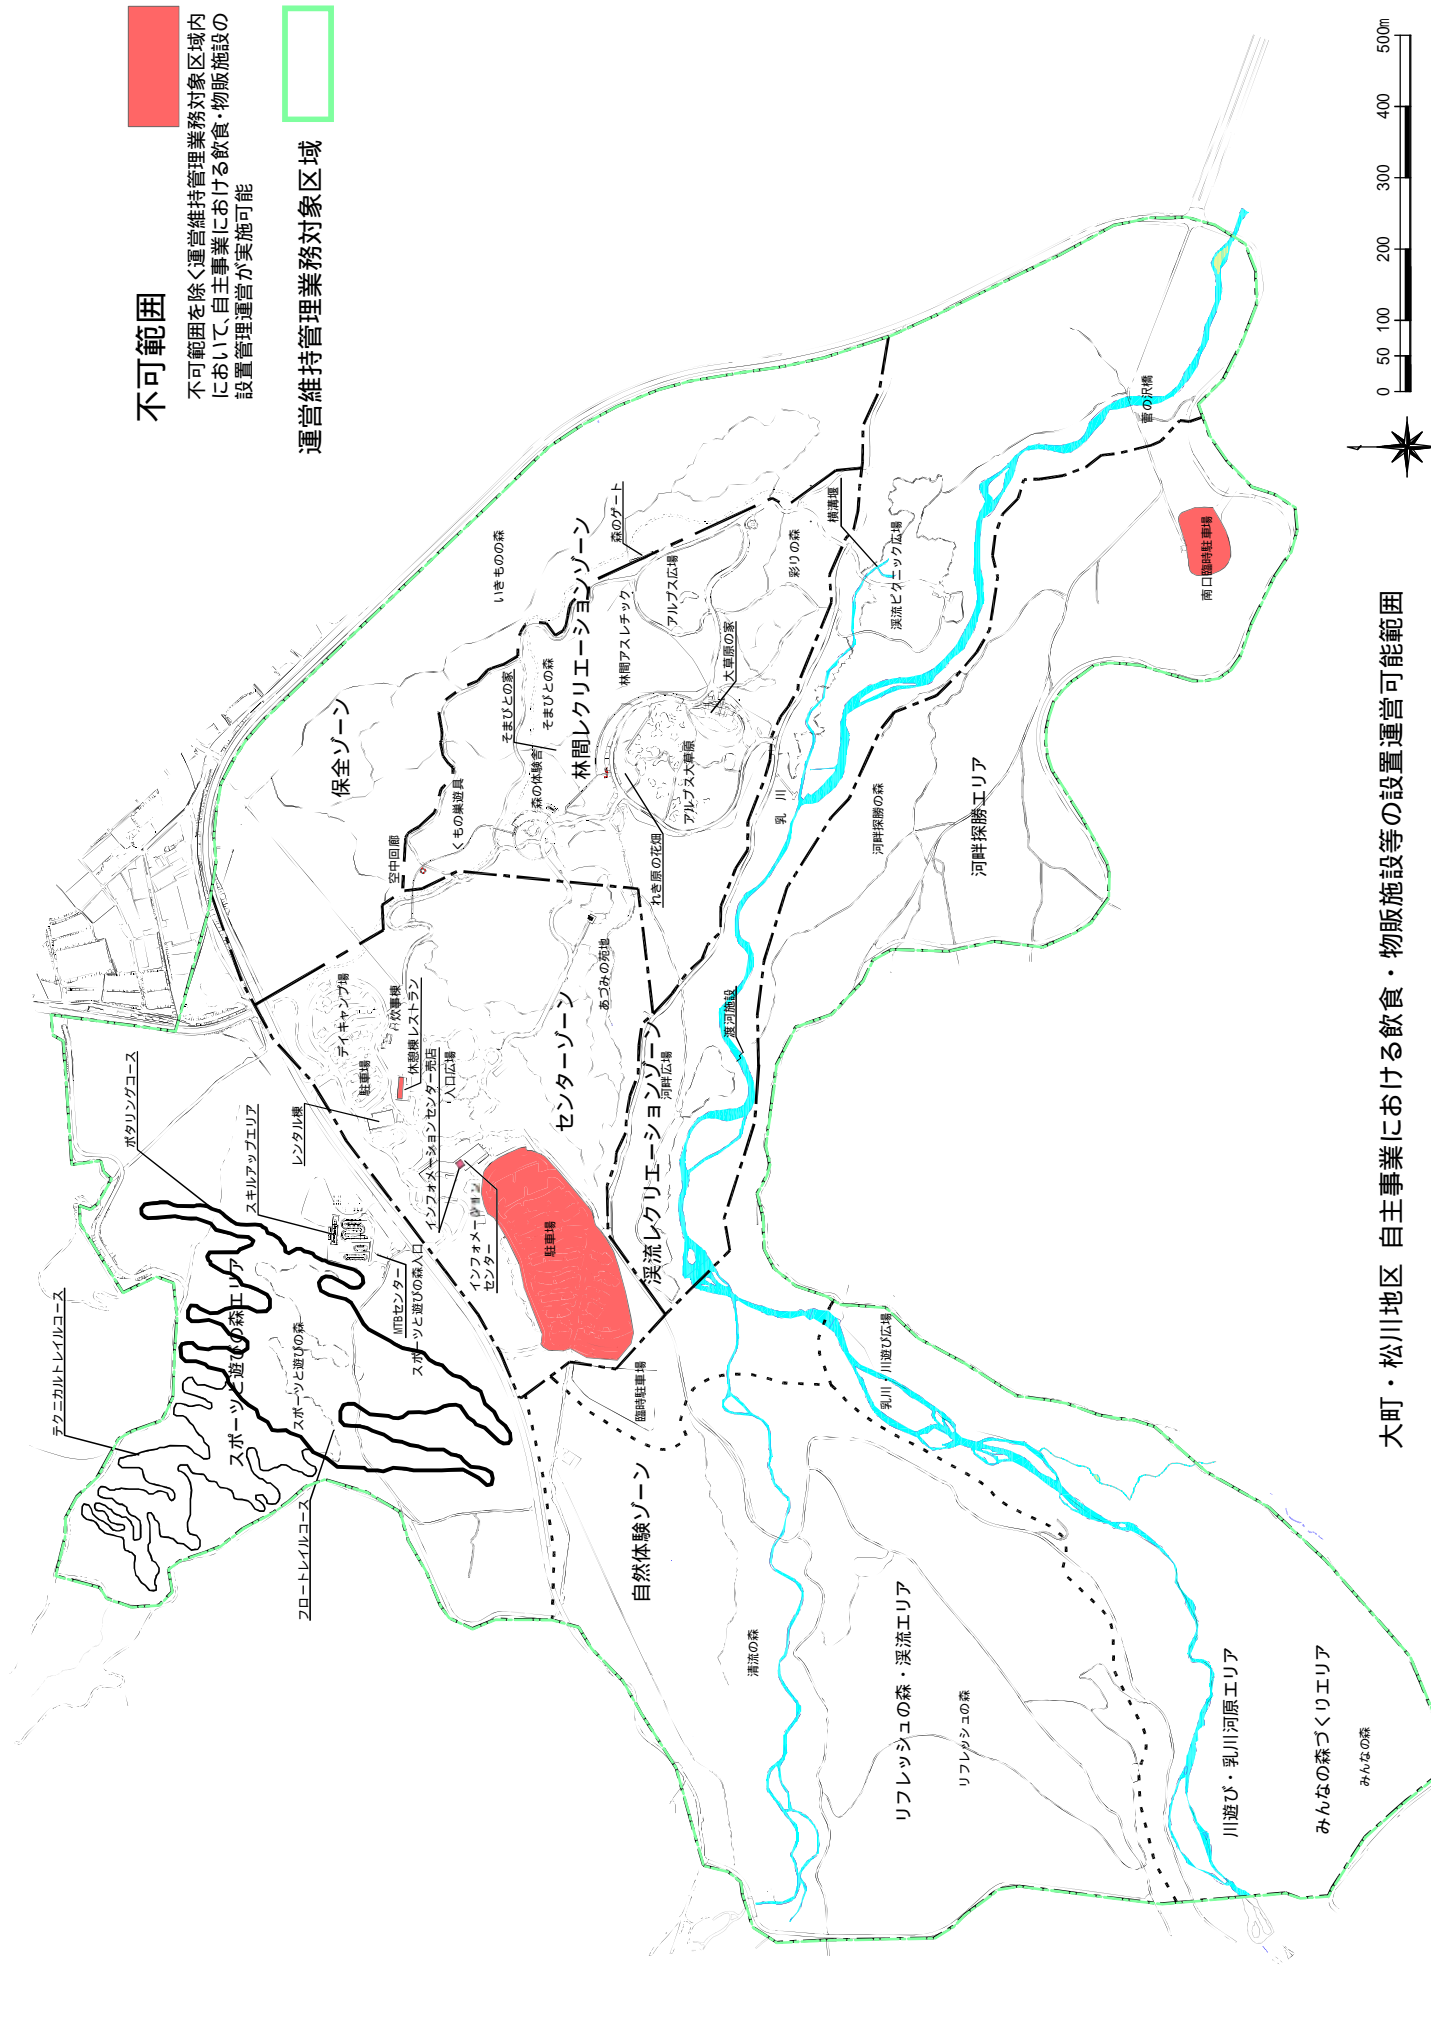 大町・松川地区 自主事業における飲食・物販施設等の設置運営可能範囲
不可範囲
不可範囲を除く運営維持管理業務対象区域内
において、自主事業における飲食・物販施設の
設置管理運営が実施可能
運営維持管理業務対象区域
0 50 100 200 300 400 500m
テクニカルトレイルコース
ポタリングコース
スキルアップエリア
レンタル棟
スポーツと遊びの森エリア
スポーツと遊びの森
フロートレイルコース
MTBセンター
スポーツと遊びの森入口
デイキャンプ場
駐車場
炊事棟
休憩棟レストラン
インフォメーションセンター売店
入口広場
インフォメーション
センター
駐車場
センターゾーン
あづみの苑地
臨時駐車場
保全ゾーン
空中回廊
くもの巣遊具
いきものの森
そまびとの家
そまびとの森
森の体験舎
林間レクリエーションゾーン
森のゲート
林間アスレチック
アルプス広場
大草原の家
アルプス大草原
れき原の花畑
彩りの森
横溝堰
渓流ピクニック広場
乳 川
渓流レクリエーションゾーン
河畔広場
渡河施設
河畔探勝の森
河畔探勝エリア
菅の沢橋
南口臨時駐車場
自然体験ゾーン
清流の森
リフレッシュの森・渓流エリア
リフレッシュの森
乳川 川遊び広場
川遊び・乳川河原エリア
みんなの森づくりエリア
みんなの森